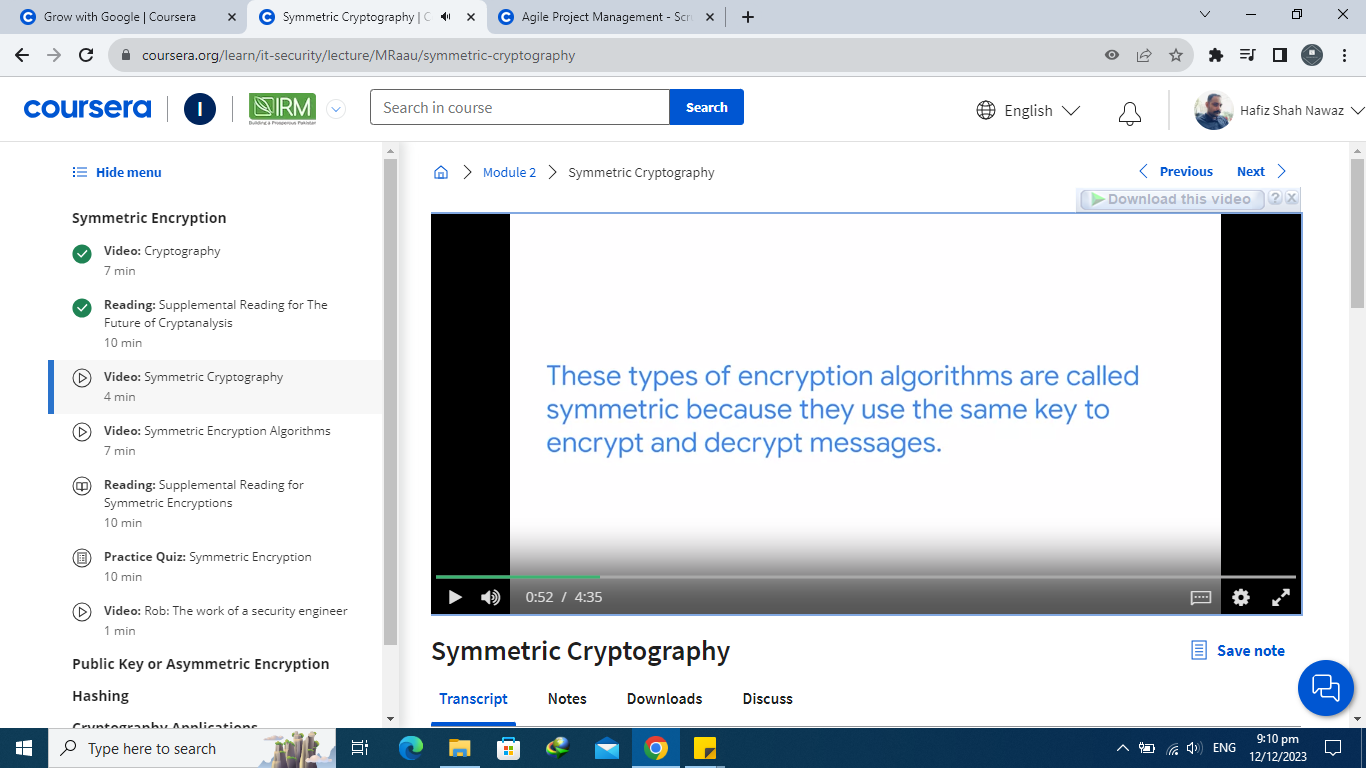 Grow with Google | Coursera
Symmetric Cryptography | C
Agile Project Management - Scr
coursera.org/learn/it-security/lecture/MRaau/symmetric-cryptography
coursera
I
IRM
Building a Prosperous Pakistan
Search in course
Search
English
Hafiz Shah Nawaz
Hide menu
Symmetric Encryption
Video: Cryptography
7 min
Reading: Supplemental Reading for The
Future of Cryptanalysis
10 min
Video: Symmetric Cryptography
4 min
Video: Symmetric Encryption Algorithms
7 min
Reading: Supplemental Reading for
Symmetric Encryptions
10 min
Practice Quiz: Symmetric Encryption
10 min
Video: Rob: The work of a security engineer
1 min
Public Key or Asymmetric Encryption
Hashing
Cryptography Applications
Module 2
Symmetric Cryptography
Previous
Next
Download this video ? X
These types of encryption algorithms are called
symmetric because they use the same key to
encrypt and decrypt messages.
0:52 / 4:35
Symmetric Cryptography
Save note
Transcript
Notes
Downloads
Discuss
Type here to search
ENG
9:10 pm
12/12/2023